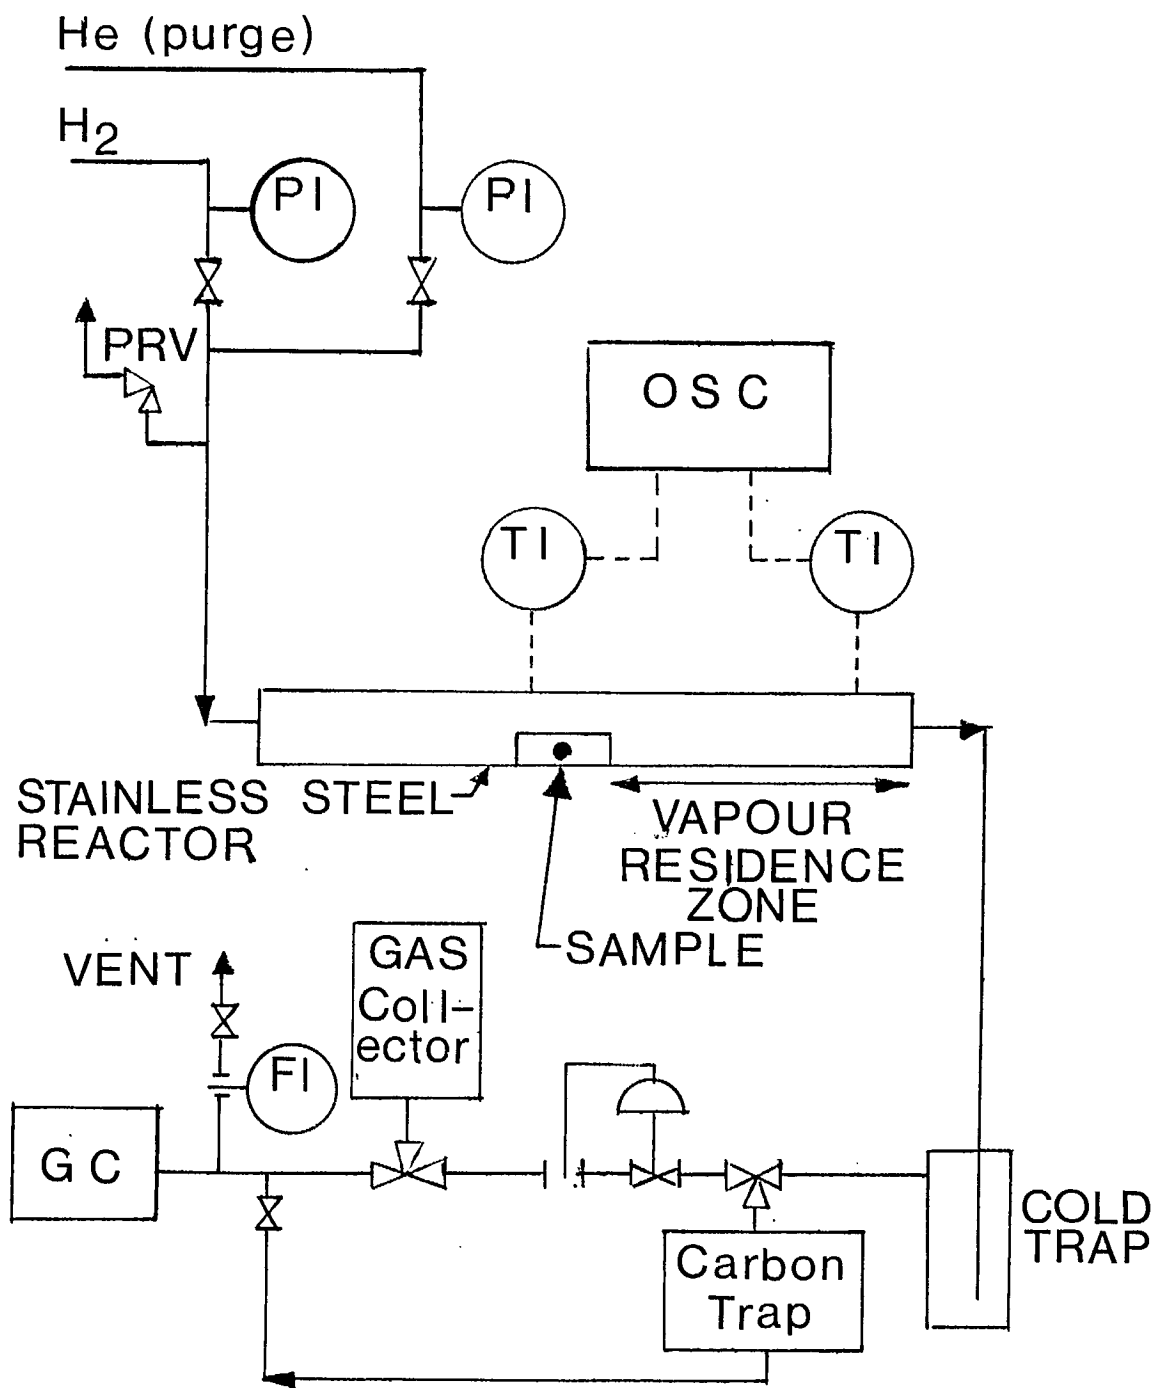 He (purge)
H2
PI
PI
PRV
OSC
TI
TI
STAINLESS STEEL
REACTOR
VAPOUR
RESIDENCE
ZONE
SAMPLE
VENT
GAS
Coll-
ector
FI
GC
COLD
TRAP
Carbon
Trap